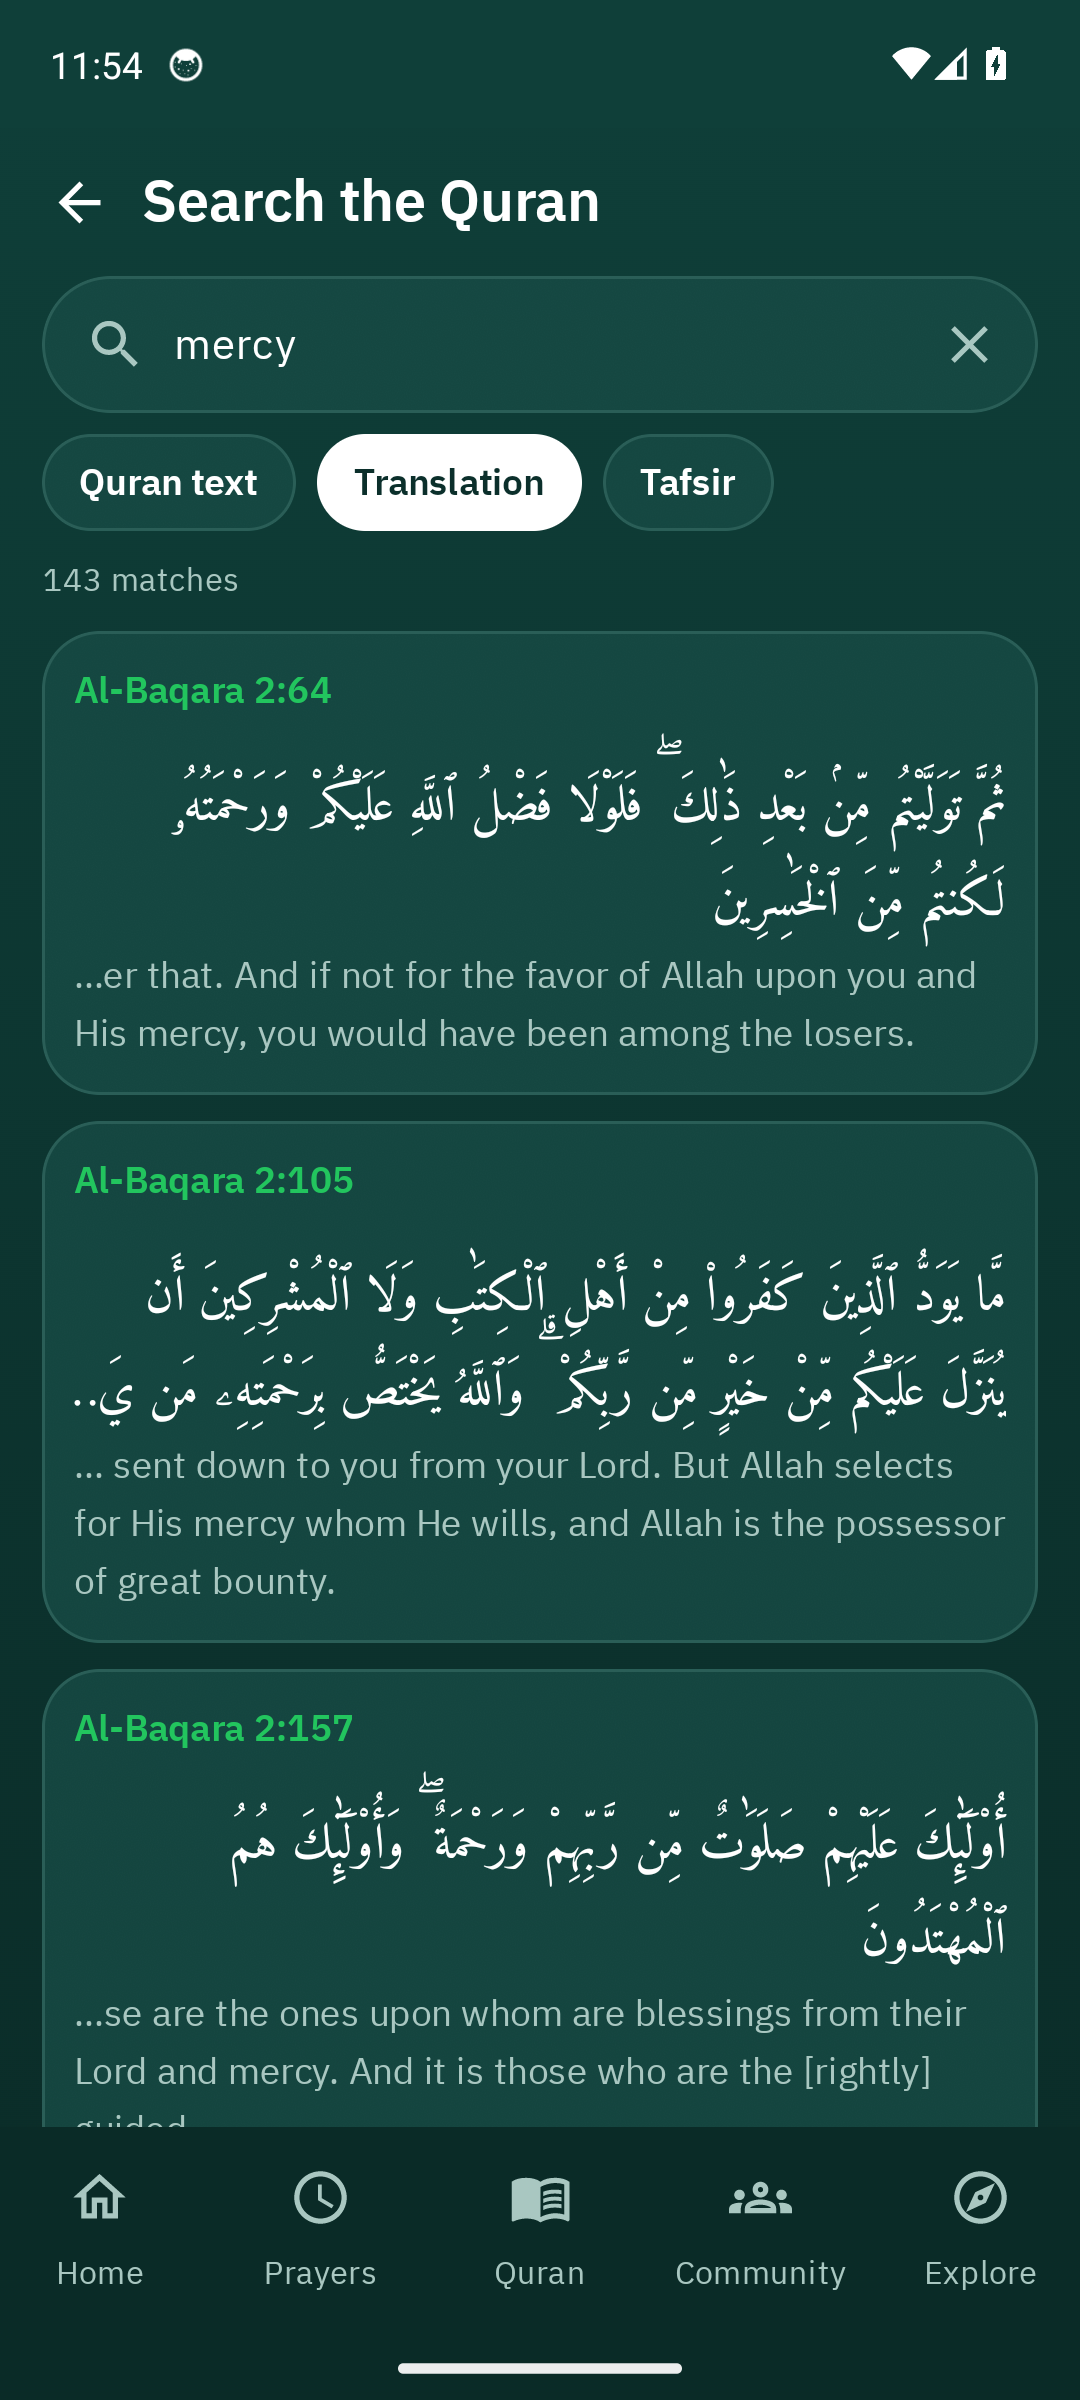 11:54
Search the Quran
mercy
Quran text
Translation
Tafsir
143 matches
Al-Baqara 2:64
ثُمَّ تَوَلَّيْتُم مِّنۢ بَعْدِ ذَٰلِكَ ۖ فَلَوْلَا فَضْلُ ٱللَّهِ عَلَيْكُمْ وَرَحْمَتُهُۥ
لَكُنتُم مِّنَ ٱلْخَٰسِرِينَ
...er that. And if not for the favor of Allah upon you and
His mercy, you would have been among the losers.
Al-Baqara 2:105
مَّا يَوَدُّ ٱلَّذِينَ كَفَرُوا۟ مِنْ أَهْلِ ٱلْكِتَٰبِ وَلَا ٱلْمُشْرِكِينَ أَن
يُنَزَّلَ عَلَيْكُم مِّنْ خَيْرٍ مِّن رَّبِّكُمْ ۗ وَٱللَّهُ يَخْتَصُّ بِرَحْمَتِهِۦ مَن يَ..
... sent down to you from your Lord. But Allah selects
for His mercy whom He wills, and Allah is the possessor
of great bounty.
Al-Baqara 2:157
أُو۟لَٰٓئِكَ عَلَيْهِمْ صَلَوَٰتٌ مِّن رَّبِّهِمْ وَرَحْمَةٌ ۖ وَأُو۟لَٰٓئِكَ هُمُ
ٱلْمُهْتَدُونَ
...se are the ones upon whom are blessings from their
Lord and mercy. And it is those who are the [rightly]
Home
Prayers
Quran
Community
Explore